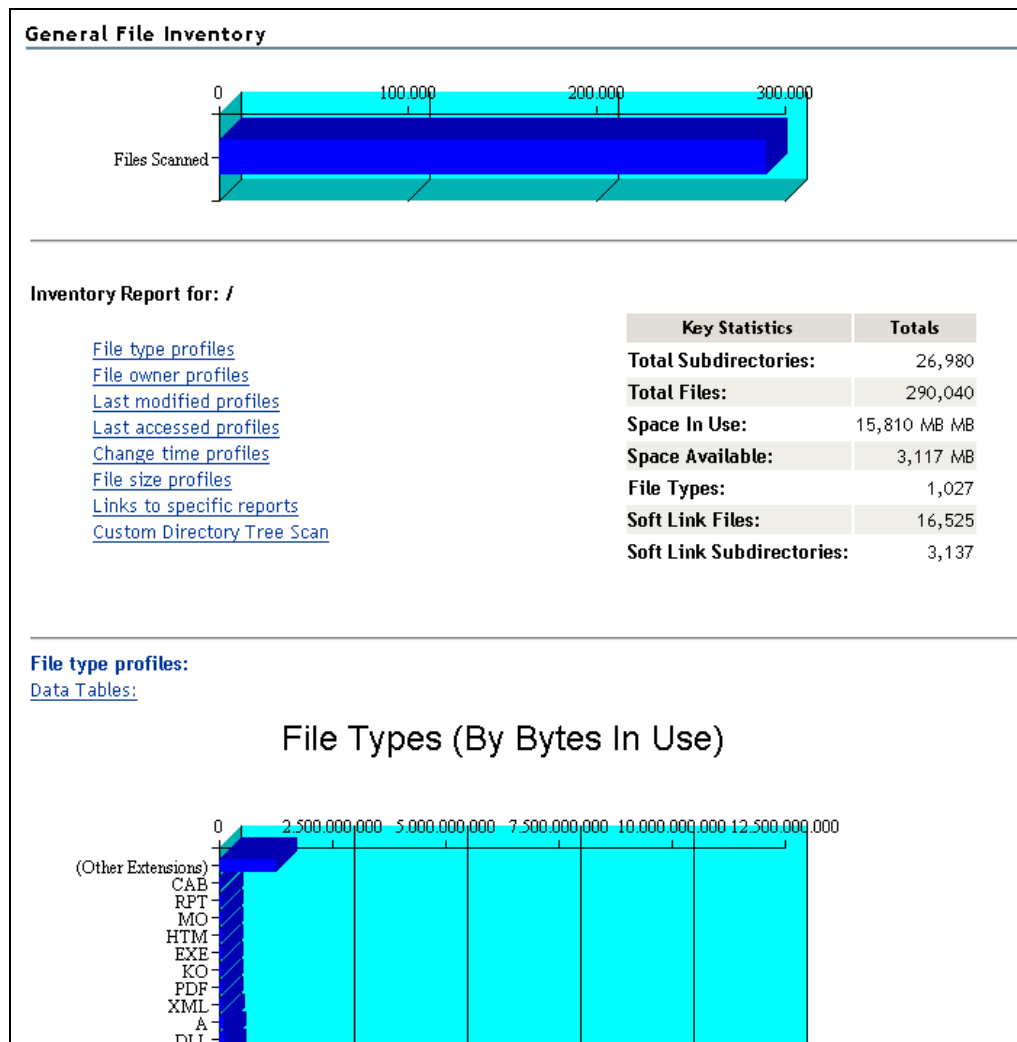 General File Inventory
0 100.000 200.000 300.000
Files Scanned
Inventory Report for: /
File type profiles
File owner profiles
Last modified profiles
Last accessed profiles
Change time profiles
File size profiles
Links to specific reports
Custom Directory Tree Scan
Key Statistics Totals
Total Subdirectories: 26,980
Total Files: 290,040
Space In Use: 15,810 MB MB
Space Available: 3,117 MB
File Types: 1,027
Soft Link Files: 16,525
Soft Link Subdirectories: 3,137
File type profiles:
Data Tables:
File Types (By Bytes In Use)
0 2.500.000.000 5.000.000.000 7.500.000.000 10.000.000.000 12.500.000.000
(Other Extensions)
CAB
RPT
MO
HTM
EXE
KO
PDF
XML
A
DLL